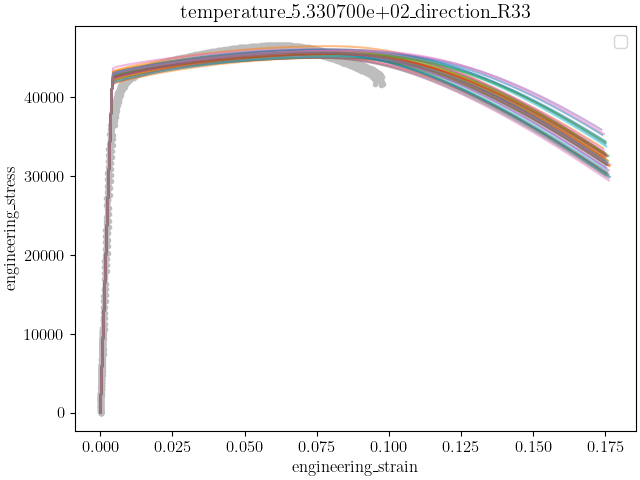 temperature_5.330700e+02_direction_R33
engineering_stress
40000
30000
20000
10000
0
0.000 0.025 0.050 0.075 0.100 0.125 0.150 0.175
engineering_strain